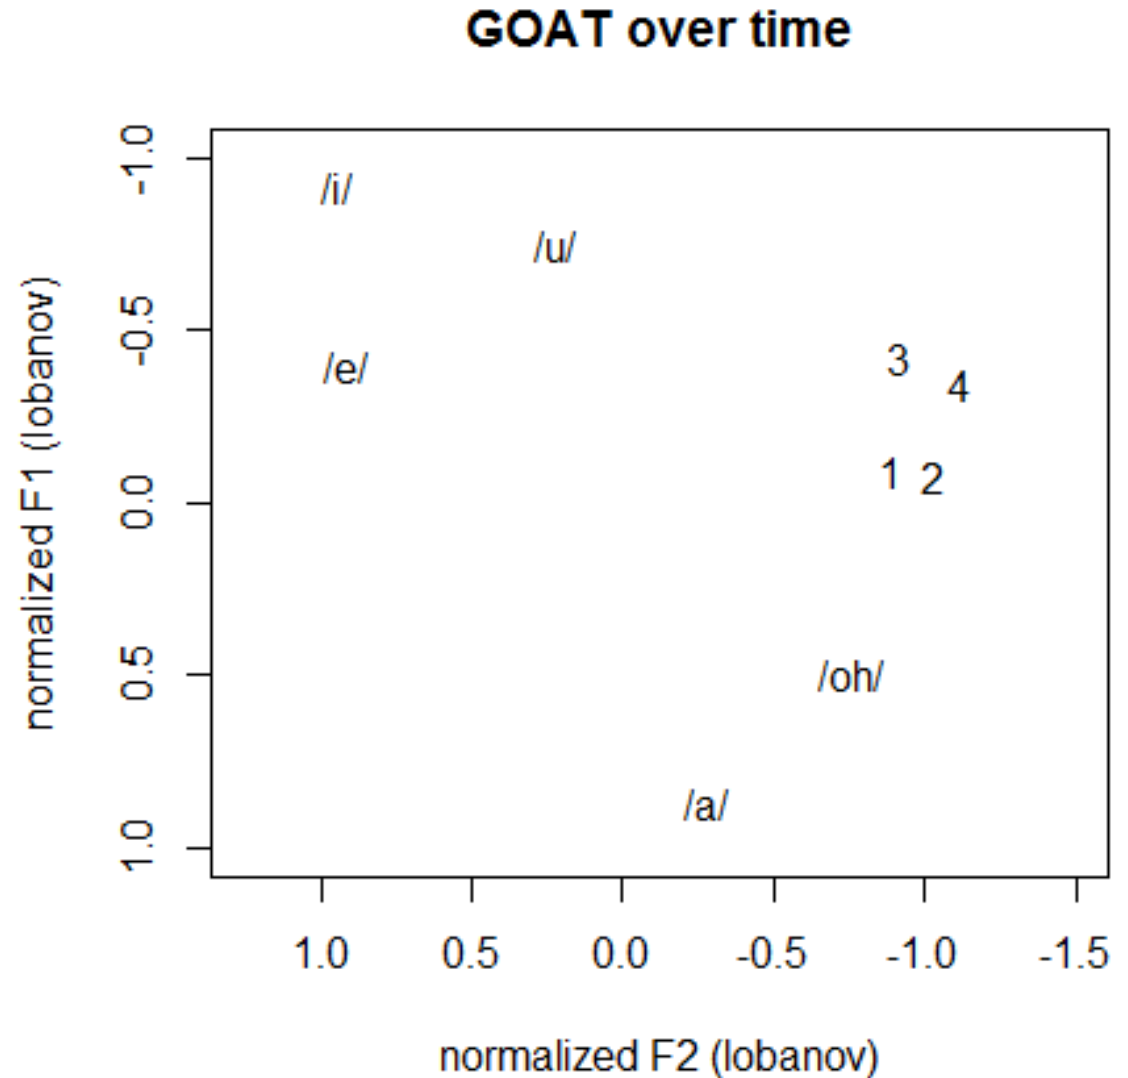 GOAT over time
-1.0
/i/
/u/
-0.5
/e/
3
4
1 2
0.0
0.5
/oh/
/a/
1.0
normalized F1 (lobanov)
1.0 0.5 0.0 -0.5 -1.0 -1.5
normalized F2 (lobanov)